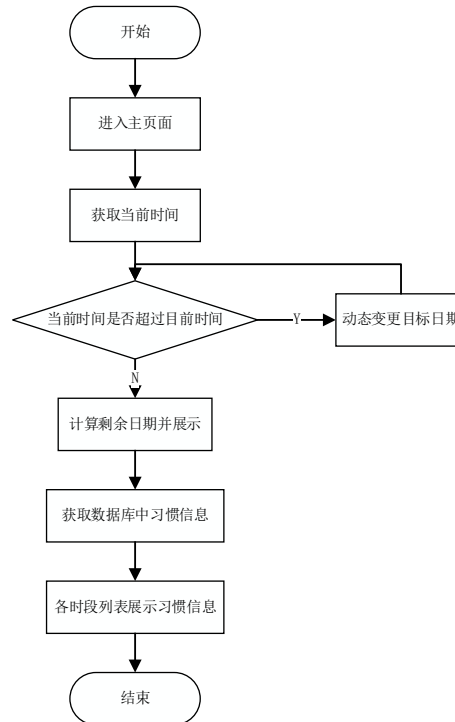 开始
进入主页面
获取当前时间
当前时间是否超过目前时间
Y
动态变更目标日期
N
计算剩余日期并展示
获取数据库中习惯信息
各时段列表展示习惯信息
结束